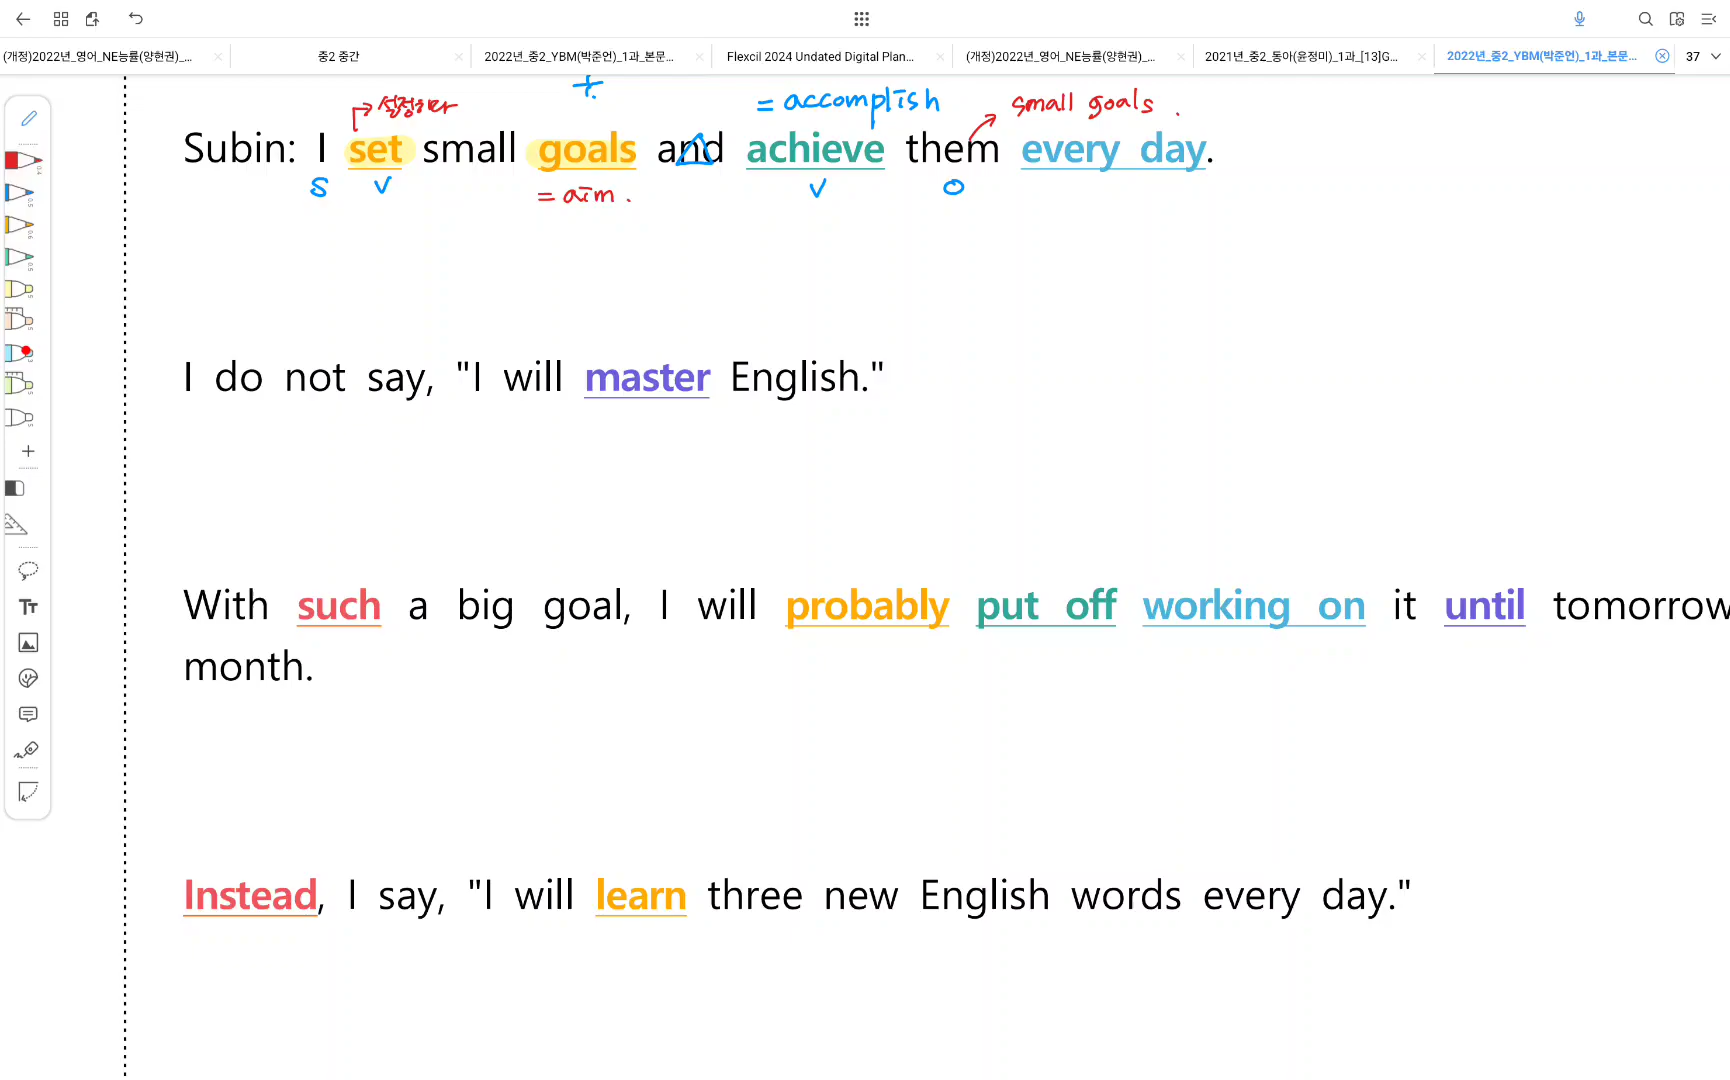 (개정)2022년_영어_NE능률(양현권)_...
중2 중간
2022년_중2_YBM(박준언)_1과_본문...
Flexcil 2024 Undated Digital Plan...
(개정)2022년_영어_NE능률(양현권)_...
2021년_중2_동아(윤정미)_1과_[13]G...
2022년_중2_YBM(박준언)_1과_본문...
37
설정하다
= accomplish
small goals .
Subin: I set small goals and achieve them every day.
S V V O
= aim .
I do not say, "I will master English."
With such a big goal, I will probably put off working on it until tomorrow
month.
Instead, I say, "I will learn three new English words every day."
Tт